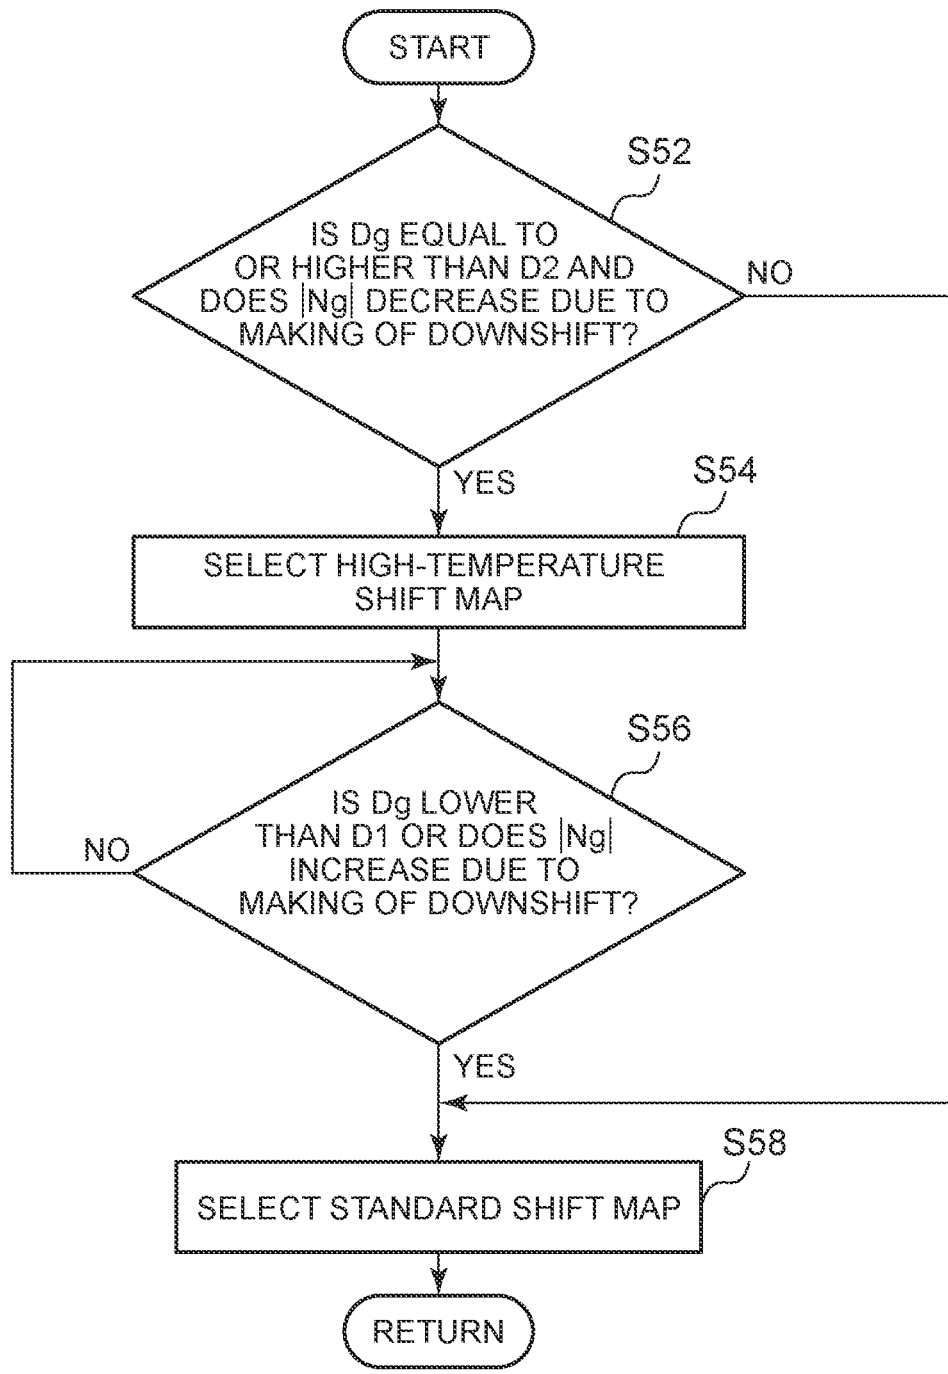 START
S52
IS Dg EQUAL TO
OR HIGHER THAN D2 AND
DOES |Ng| DECREASE DUE TO
MAKING OF DOWNSHIFT?
NO
YES
S54
SELECT HIGH-TEMPERATURE
SHIFT MAP
S56
IS Dg LOWER
THAN D1 OR DOES |Ng|
INCREASE DUE TO
MAKING OF DOWNSHIFT?
NO
YES
S58
SELECT STANDARD SHIFT MAP
RETURN